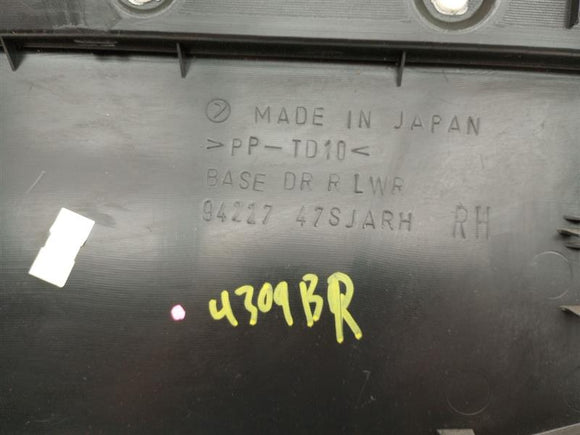 MADE IN JAPAN
>PP-TD10<
BASE DR R LWR
94227 47SJARH RH
4309BR